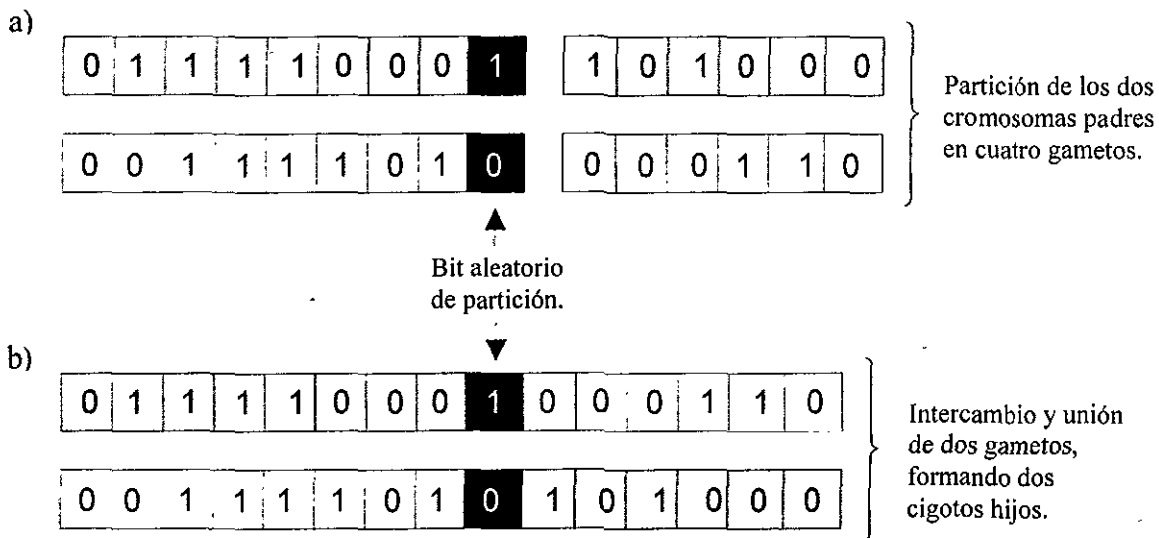 a)
0 1 1 1 1 0 0 0 1 1 0 1 0 0 0
0 0 1 1 1 1 0 1 0 0 0 0 1 1 0
Partición de los dos
cromosomas padres
en cuatro gametos.
Bit aleatorio
de partición.
b)
0 1 1 1 1 0 0 0 1 0 0 0 1 1 0
0 0 1 1 1 1 0 1 0 1 0 1 0 0 0
Intercambio y unión
de dos gametos,
formando dos
cigotos hijos.